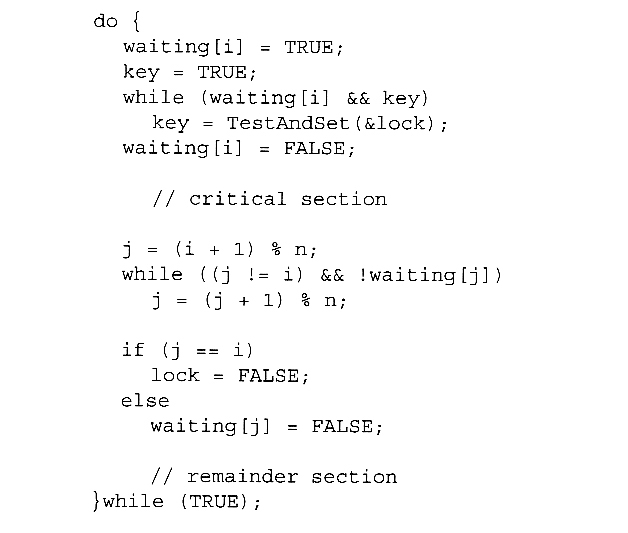 do {
waiting[i] = TRUE;
key = TRUE;
while (waiting[i] && key)
key = TestAndSet(&lock);
waiting[i] = FALSE;
// critical section
j = (i + 1) % n;
while ((j != i) && !waiting[j])
j = (j + 1) % n;
if (j == i)
lock = FALSE;
else
waiting[j] = FALSE;
// remainder section
}while (TRUE);